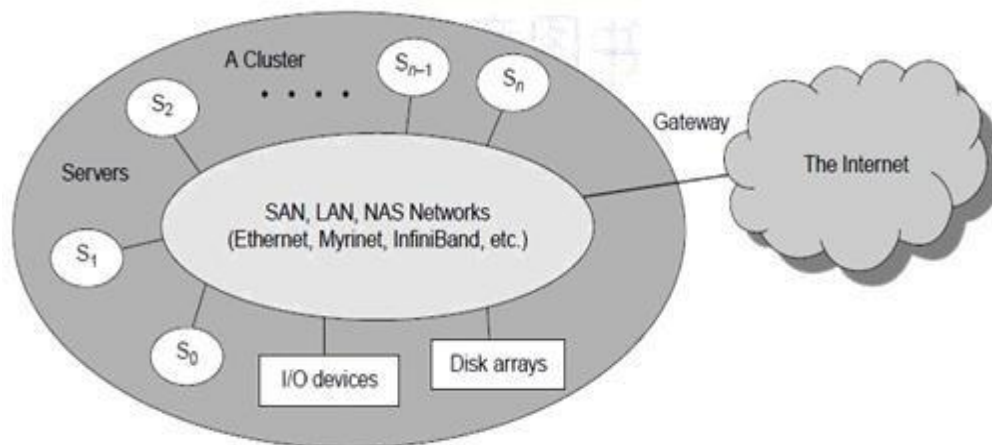 A Cluster
Sₙ₋₁
Sₙ
S₂
. . . .
Gateway
Servers
The Internet
SAN, LAN, NAS Networks
(Ethernet, Myrinet, InfiniBand, etc.)
S₁
S₀
I/O devices
Disk arrays